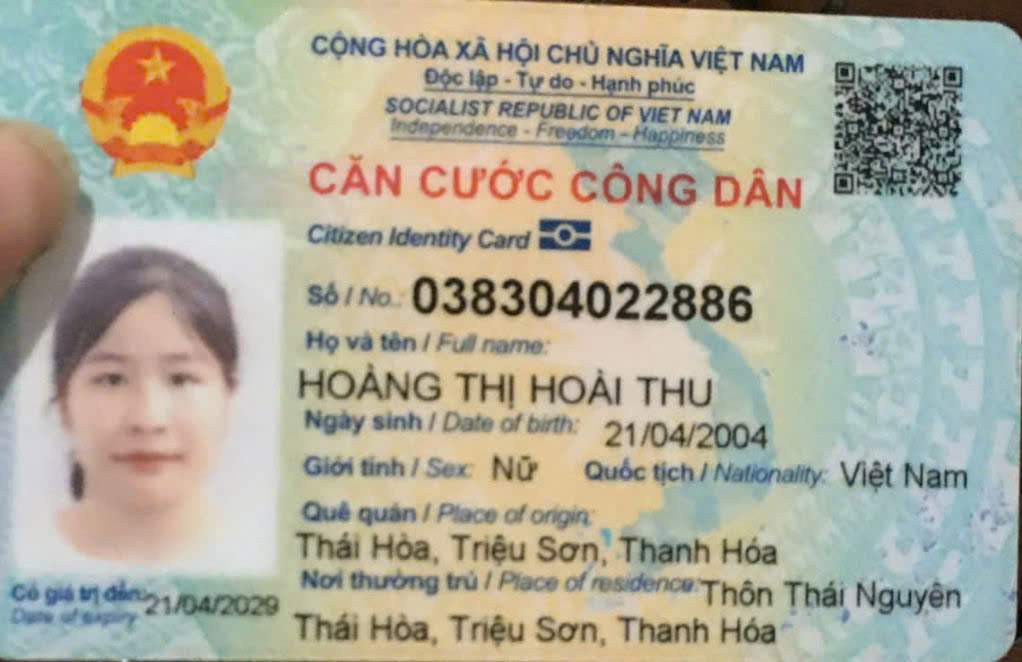 CỘNG HÒA XÃ HỘI CHỦ NGHĨA VIỆT NAM
Độc lập - Tự do - Hạnh phúc
SOCIALIST REPUBLIC OF VIET NAM
Independence - Freedom - Happiness
CĂN CƯỚC CÔNG DÂN
Citizen Identity Card
Số / No.: 038304022886
Họ và tên / Full name:
HOÀNG THỊ HOÀI THU
Ngày sinh / Date of birth: 21/04/2004
Giới tính / Sex: Nữ Quốc tịch / Nationality: Việt Nam
Quê quán / Place of origin:
Thái Hòa, Triệu Sơn, Thanh Hóa
Nơi thường trú / Place of residence: Thôn Thái Nguyên
Thái Hòa, Triệu Sơn, Thanh Hóa
Có giá trị đến: 21/04/2029
Date of expiry